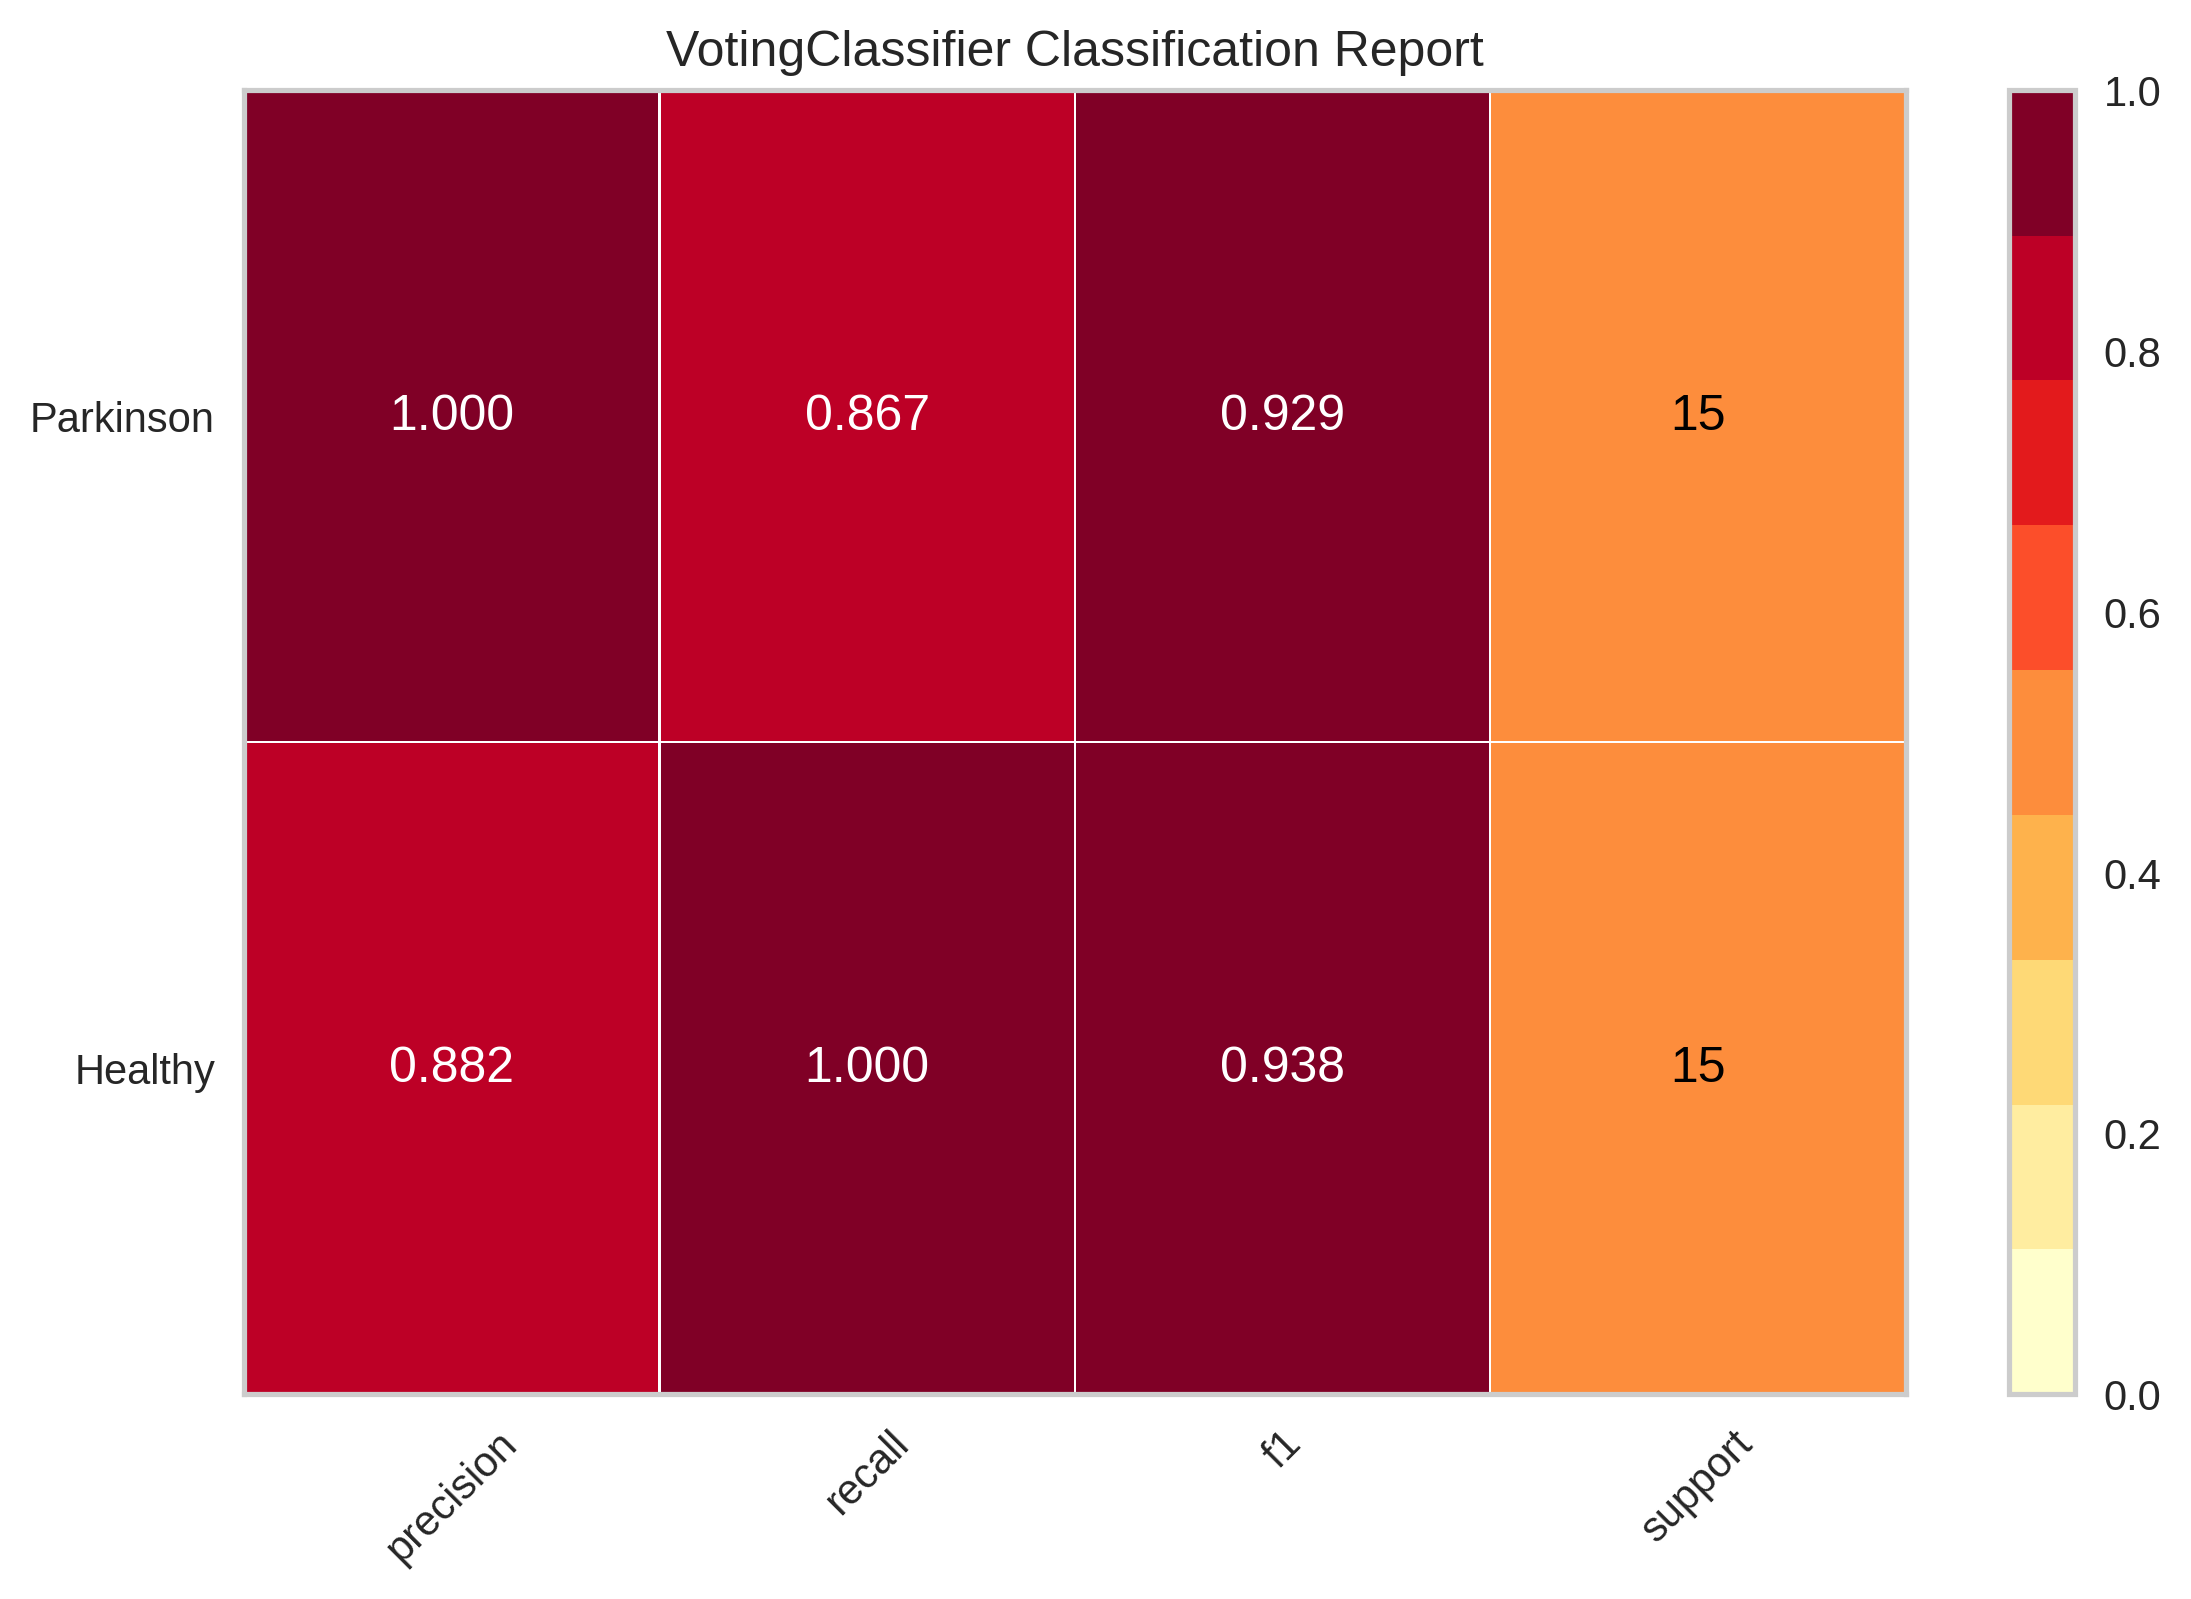 VotingClassifier Classification Report
Parkinson 1.000 0.867 0.929 15
Healthy 0.882 1.000 0.938 15
precision recall f1 support
1.0
0.8
0.6
0.4
0.2
0.0